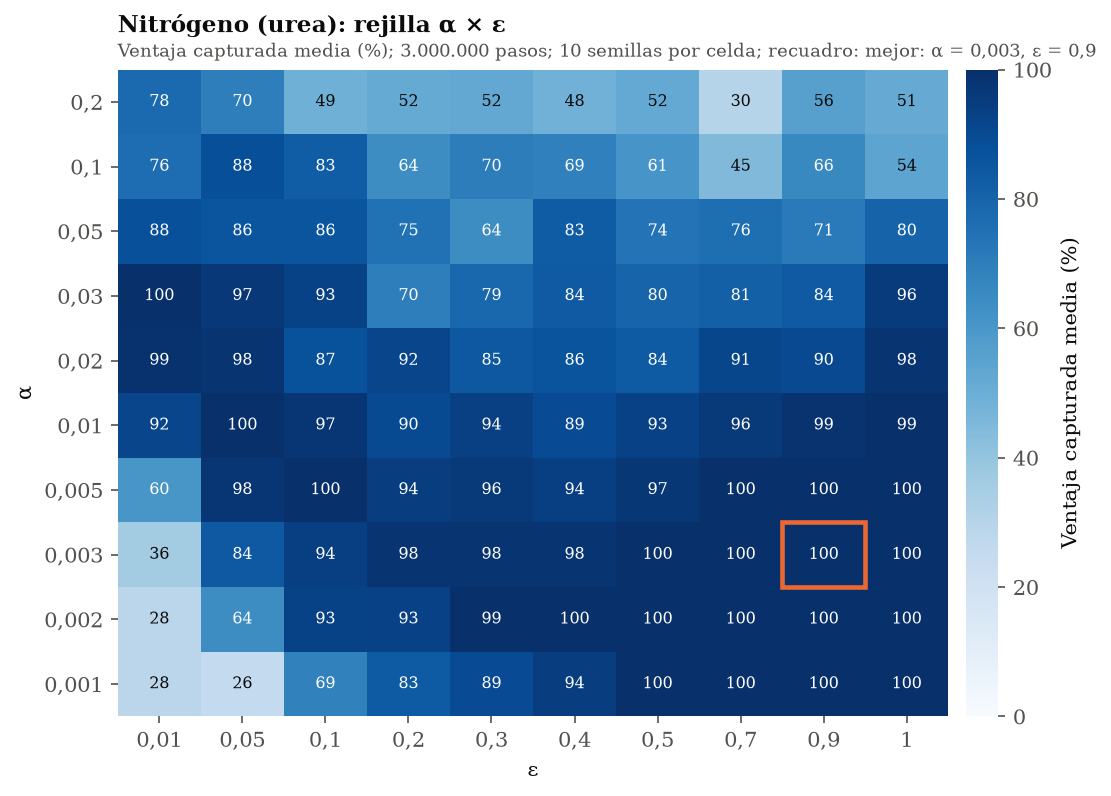 Nitrógeno (urea): rejilla α × ε
Ventaja capturada media (%); 3.000.000 pasos; 10 semillas por celda; recuadro: mejor: α = 0,003, ε = 0,9
0,2 78 70 49 52 52 48 52 30 56 51
0,1 76 88 83 64 70 69 61 45 66 54
0,05 88 86 86 75 64 83 74 76 71 80
0,03 100 97 93 70 79 84 80 81 84 96
0,02 99 98 87 92 85 86 84 91 90 98
0,01 92 100 97 90 94 89 93 96 99 99
0,005 60 98 100 94 96 94 97 100 100 100
0,003 36 84 94 98 98 98 100 100 100 100
0,002 28 64 93 93 99 100 100 100 100 100
0,001 28 26 69 83 89 94 100 100 100 100
0,01 0,05 0,1 0,2 0,3 0,4 0,5 0,7 0,9 1
ε
α
100
80
60
40
20
0
Ventaja capturada media (%)